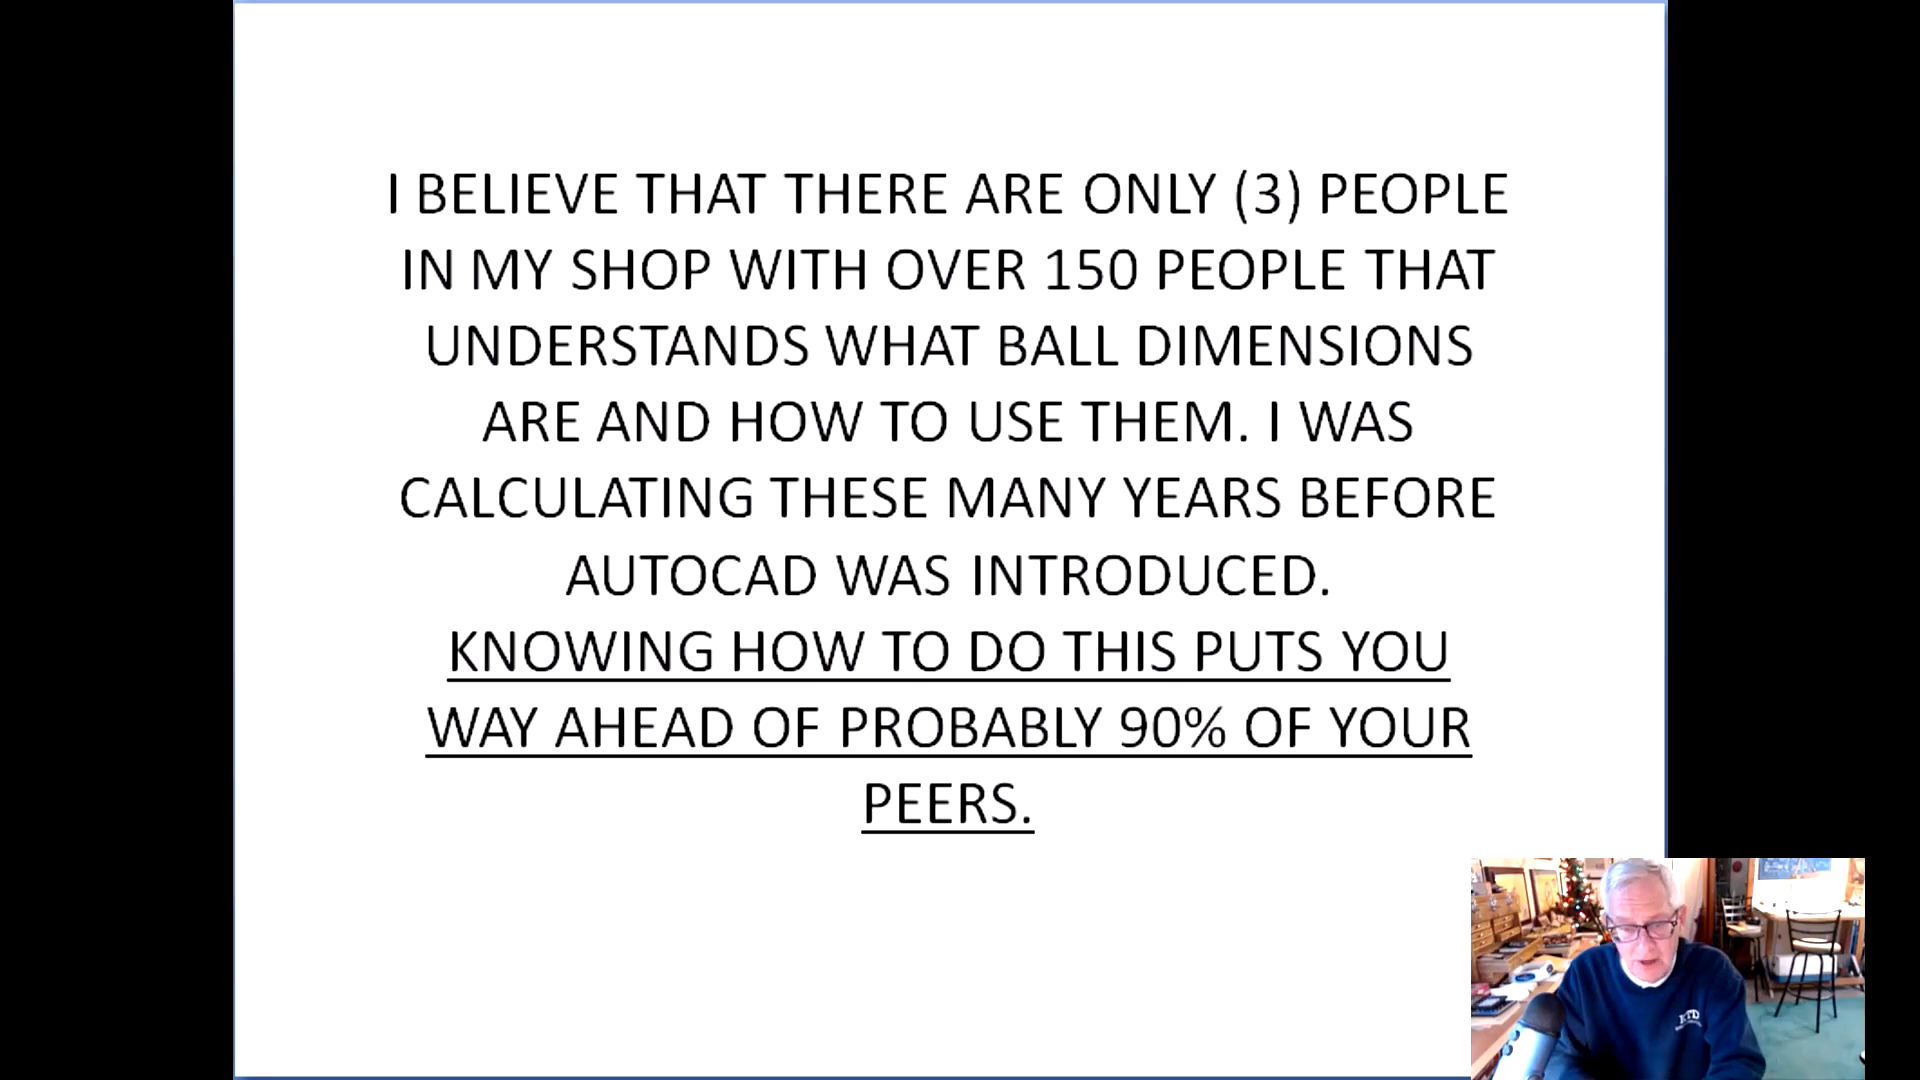 I BELIEVE THAT THERE ARE ONLY (3) PEOPLE
IN MY SHOP WITH OVER 150 PEOPLE THAT
UNDERSTANDS WHAT BALL DIMENSIONS
ARE AND HOW TO USE THEM. I WAS
CALCULATING THESE MANY YEARS BEFORE
AUTOCAD WAS INTRODUCED.
KNOWING HOW TO DO THIS PUTS YOU
WAY AHEAD OF PROBABLY 90% OF YOUR
PEERS.